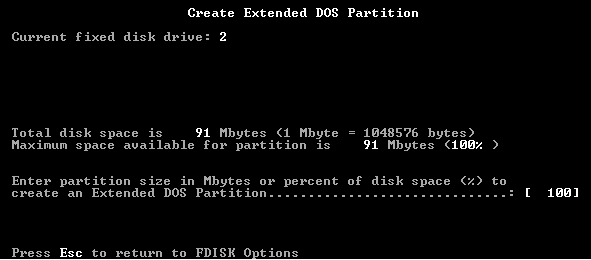 Create Extended DOS Partition
Current fixed disk drive: 2
Total disk space is 91 Mbytes (1 Mbyte = 1048576 bytes)
Maximum space available for partition is 91 Mbytes (100% )
Enter partition size in Mbytes or percent of disk space (%) to
create an Extended DOS Partition..............................: [ 100]
Press Esc to return to FDISK Options